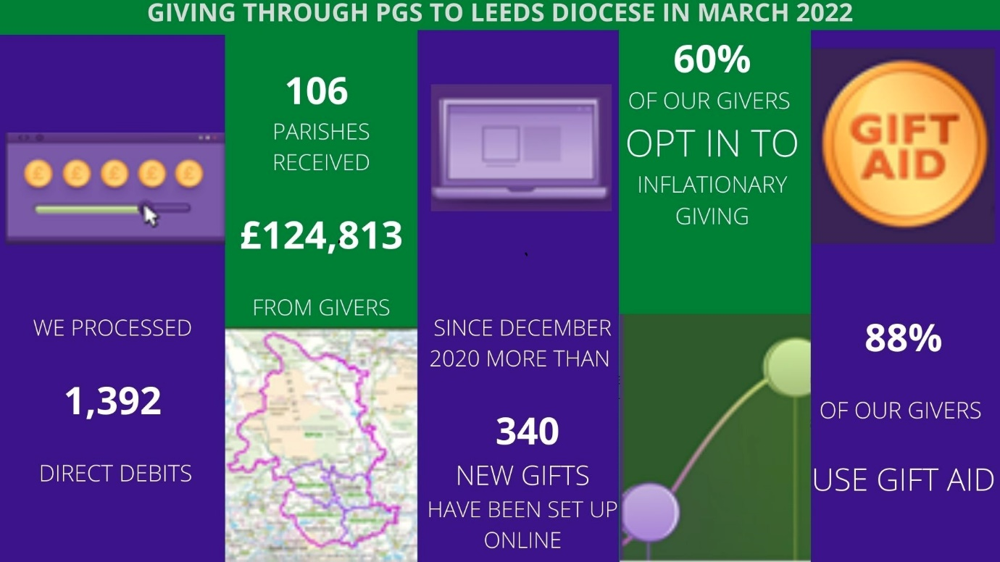 GIVING THROUGH PGS TO LEEDS DIOCESE IN MARCH 2022
WE PROCESSED
1,392
DIRECT DEBITS
106
PARISHES
RECEIVED
£124,813
FROM GIVERS
SINCE DECEMBER
2020 MORE THAN
340
NEW GIFTS
HAVE BEEN SET UP
ONLINE
60%
OF OUR GIVERS
OPT IN TO
INFLATIONARY
GIVING
GIFT
AID
88%
OF OUR GIVERS
USE GIFT AID